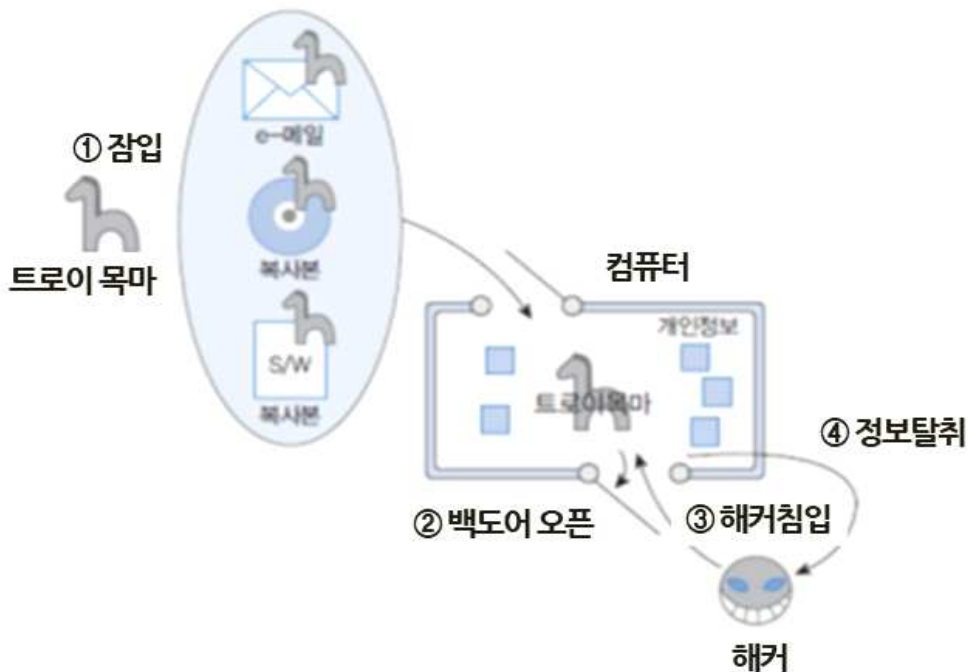 ① 잠입
트로이 목마
e-메일
복사본
S/W
복사본
컴퓨터
개인정보
트로이목마
② 백도어 오픈
③ 해커침입
④ 정보탈취
해커